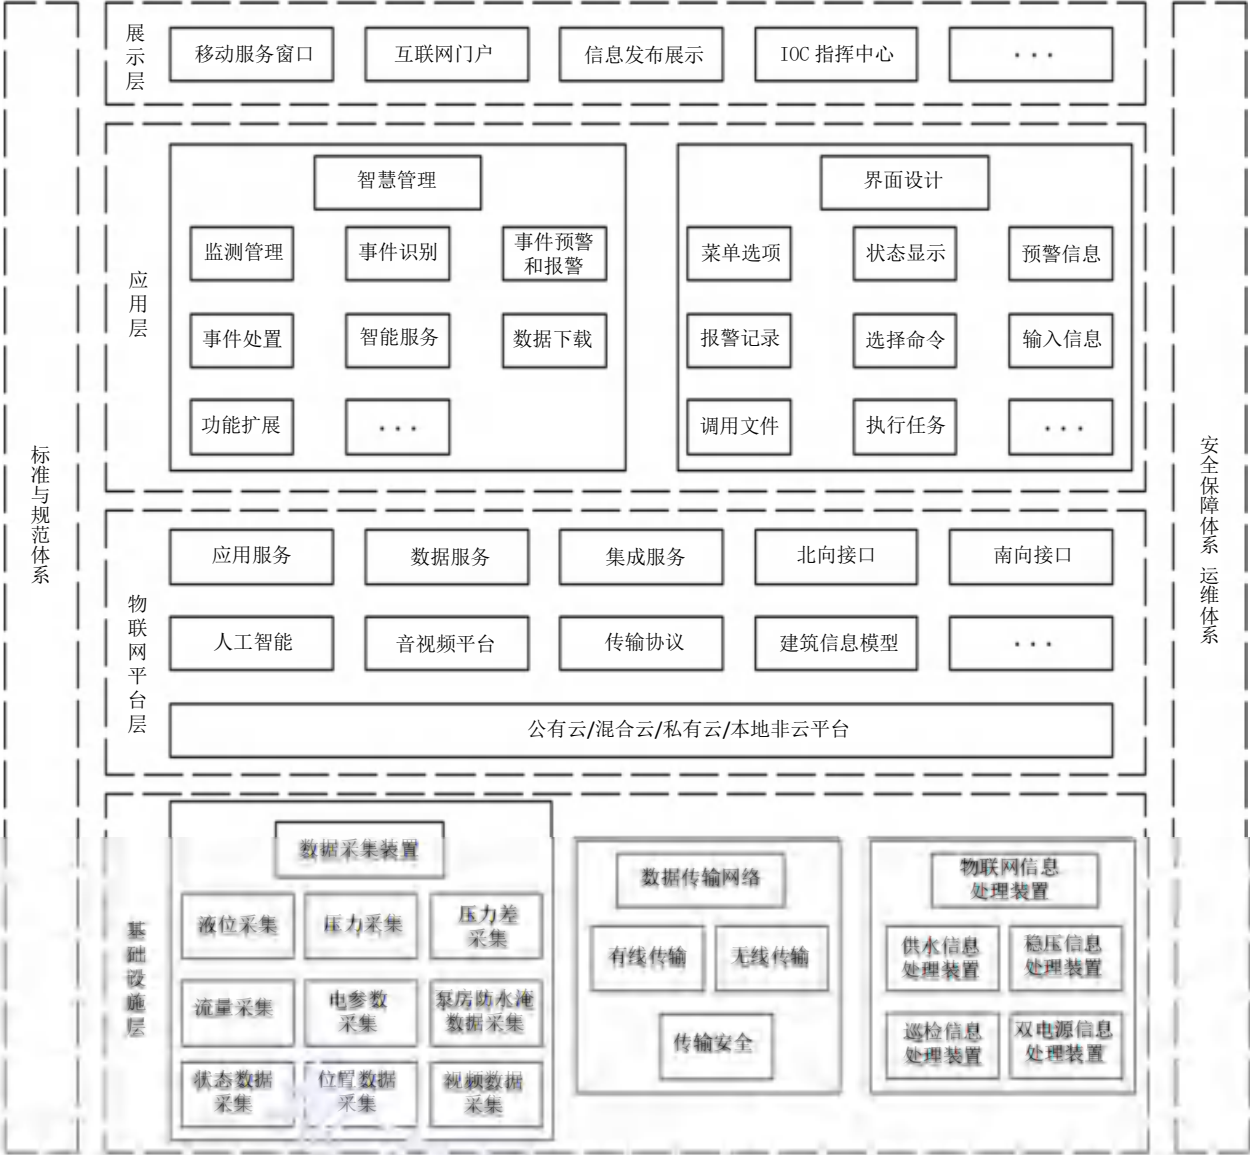 标准与规范体系
展示层
移动服务窗口
互联网门户
信息发布展示
IOC 指挥中心
···
应用层
智慧管理
监测管理
事件识别
事件预警
和报警
事件处置
智能服务
数据下载
功能扩展
···
界面设计
菜单选项
状态显示
预警信息
报警记录
选择命令
输入信息
调用文件
执行任务
···
物联网平台层
应用服务
数据服务
集成服务
北向接口
南向接口
人工智能
音视频平台
传输协议
建筑信息模型
···
公有云/混合云/私有云/本地非云平台
基础设施层
数据采集装置
液位采集
压力采集
压力差
采集
流量采集
电参数
采集
泵房防水淹
数据采集
状态数据
采集
位置数据
采集
视频数据
采集
数据传输网络
有线传输
无线传输
传输安全
物联网信息
处理装置
供水信息
处理装置
稳压信息
处理装置
巡检信息
处理装置
双电源信息
处理装置
安全保障体系 运维体系